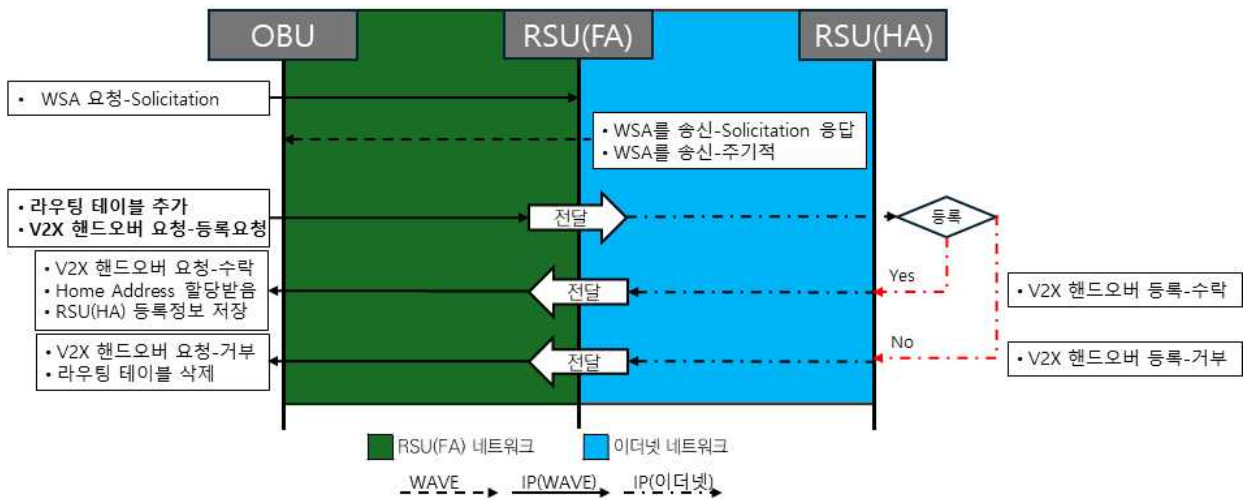 OBU
RSU(FA)
RSU(HA)
• WSA 요청-Solicitation
• WSA를 송신-Solicitation 응답
• WSA를 송신-주기적
• 라우팅 테이블 추가
• V2X 핸드오버 요청-등록요청
전달
등록
• V2X 핸드오버 요청-수락
• Home Address 할당받음
• RSU(HA) 등록정보 저장
전달
Yes
• V2X 핸드오버 등록-수락
• V2X 핸드오버 요청-거부
• 라우팅 테이블 삭제
전달
No
• V2X 핸드오버 등록-거부
RSU(FA) 네트워크
이더넷 네트워크
WAVE
IP(WAVE)
IP(이더넷)